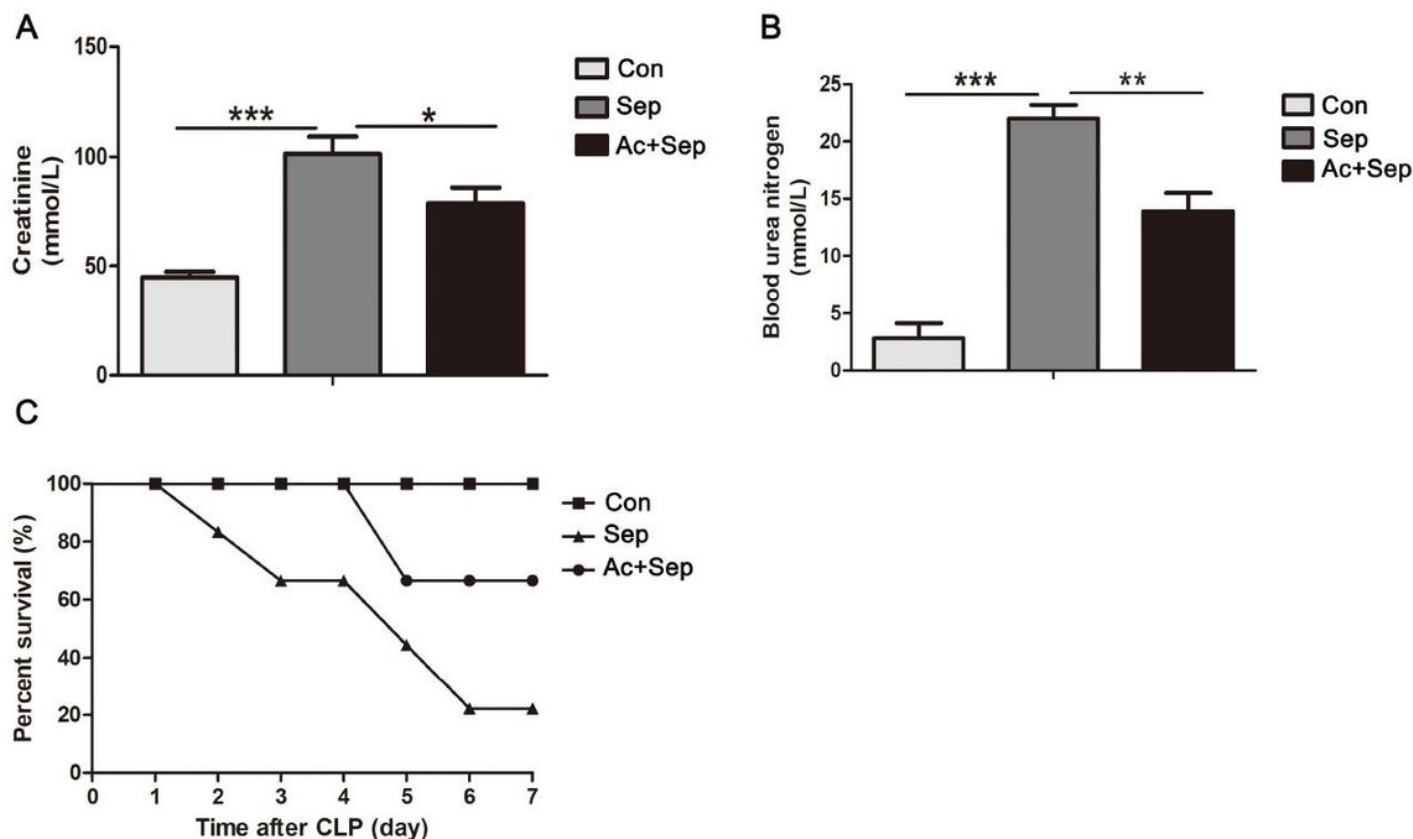 A
Creatinine
(mmol/L)
150
100
50
0
***
*
Con
Sep
Ac+Sep
B
Blood urea nitrogen
(mmol/L)
25
20
15
10
5
0
***
**
Con
Sep
Ac+Sep
C
Percent survival (%)
100
80
60
40
20
0
0 1 2 3 4 5 6 7
Time after CLP (day)
Con
Sep
Ac+Sep